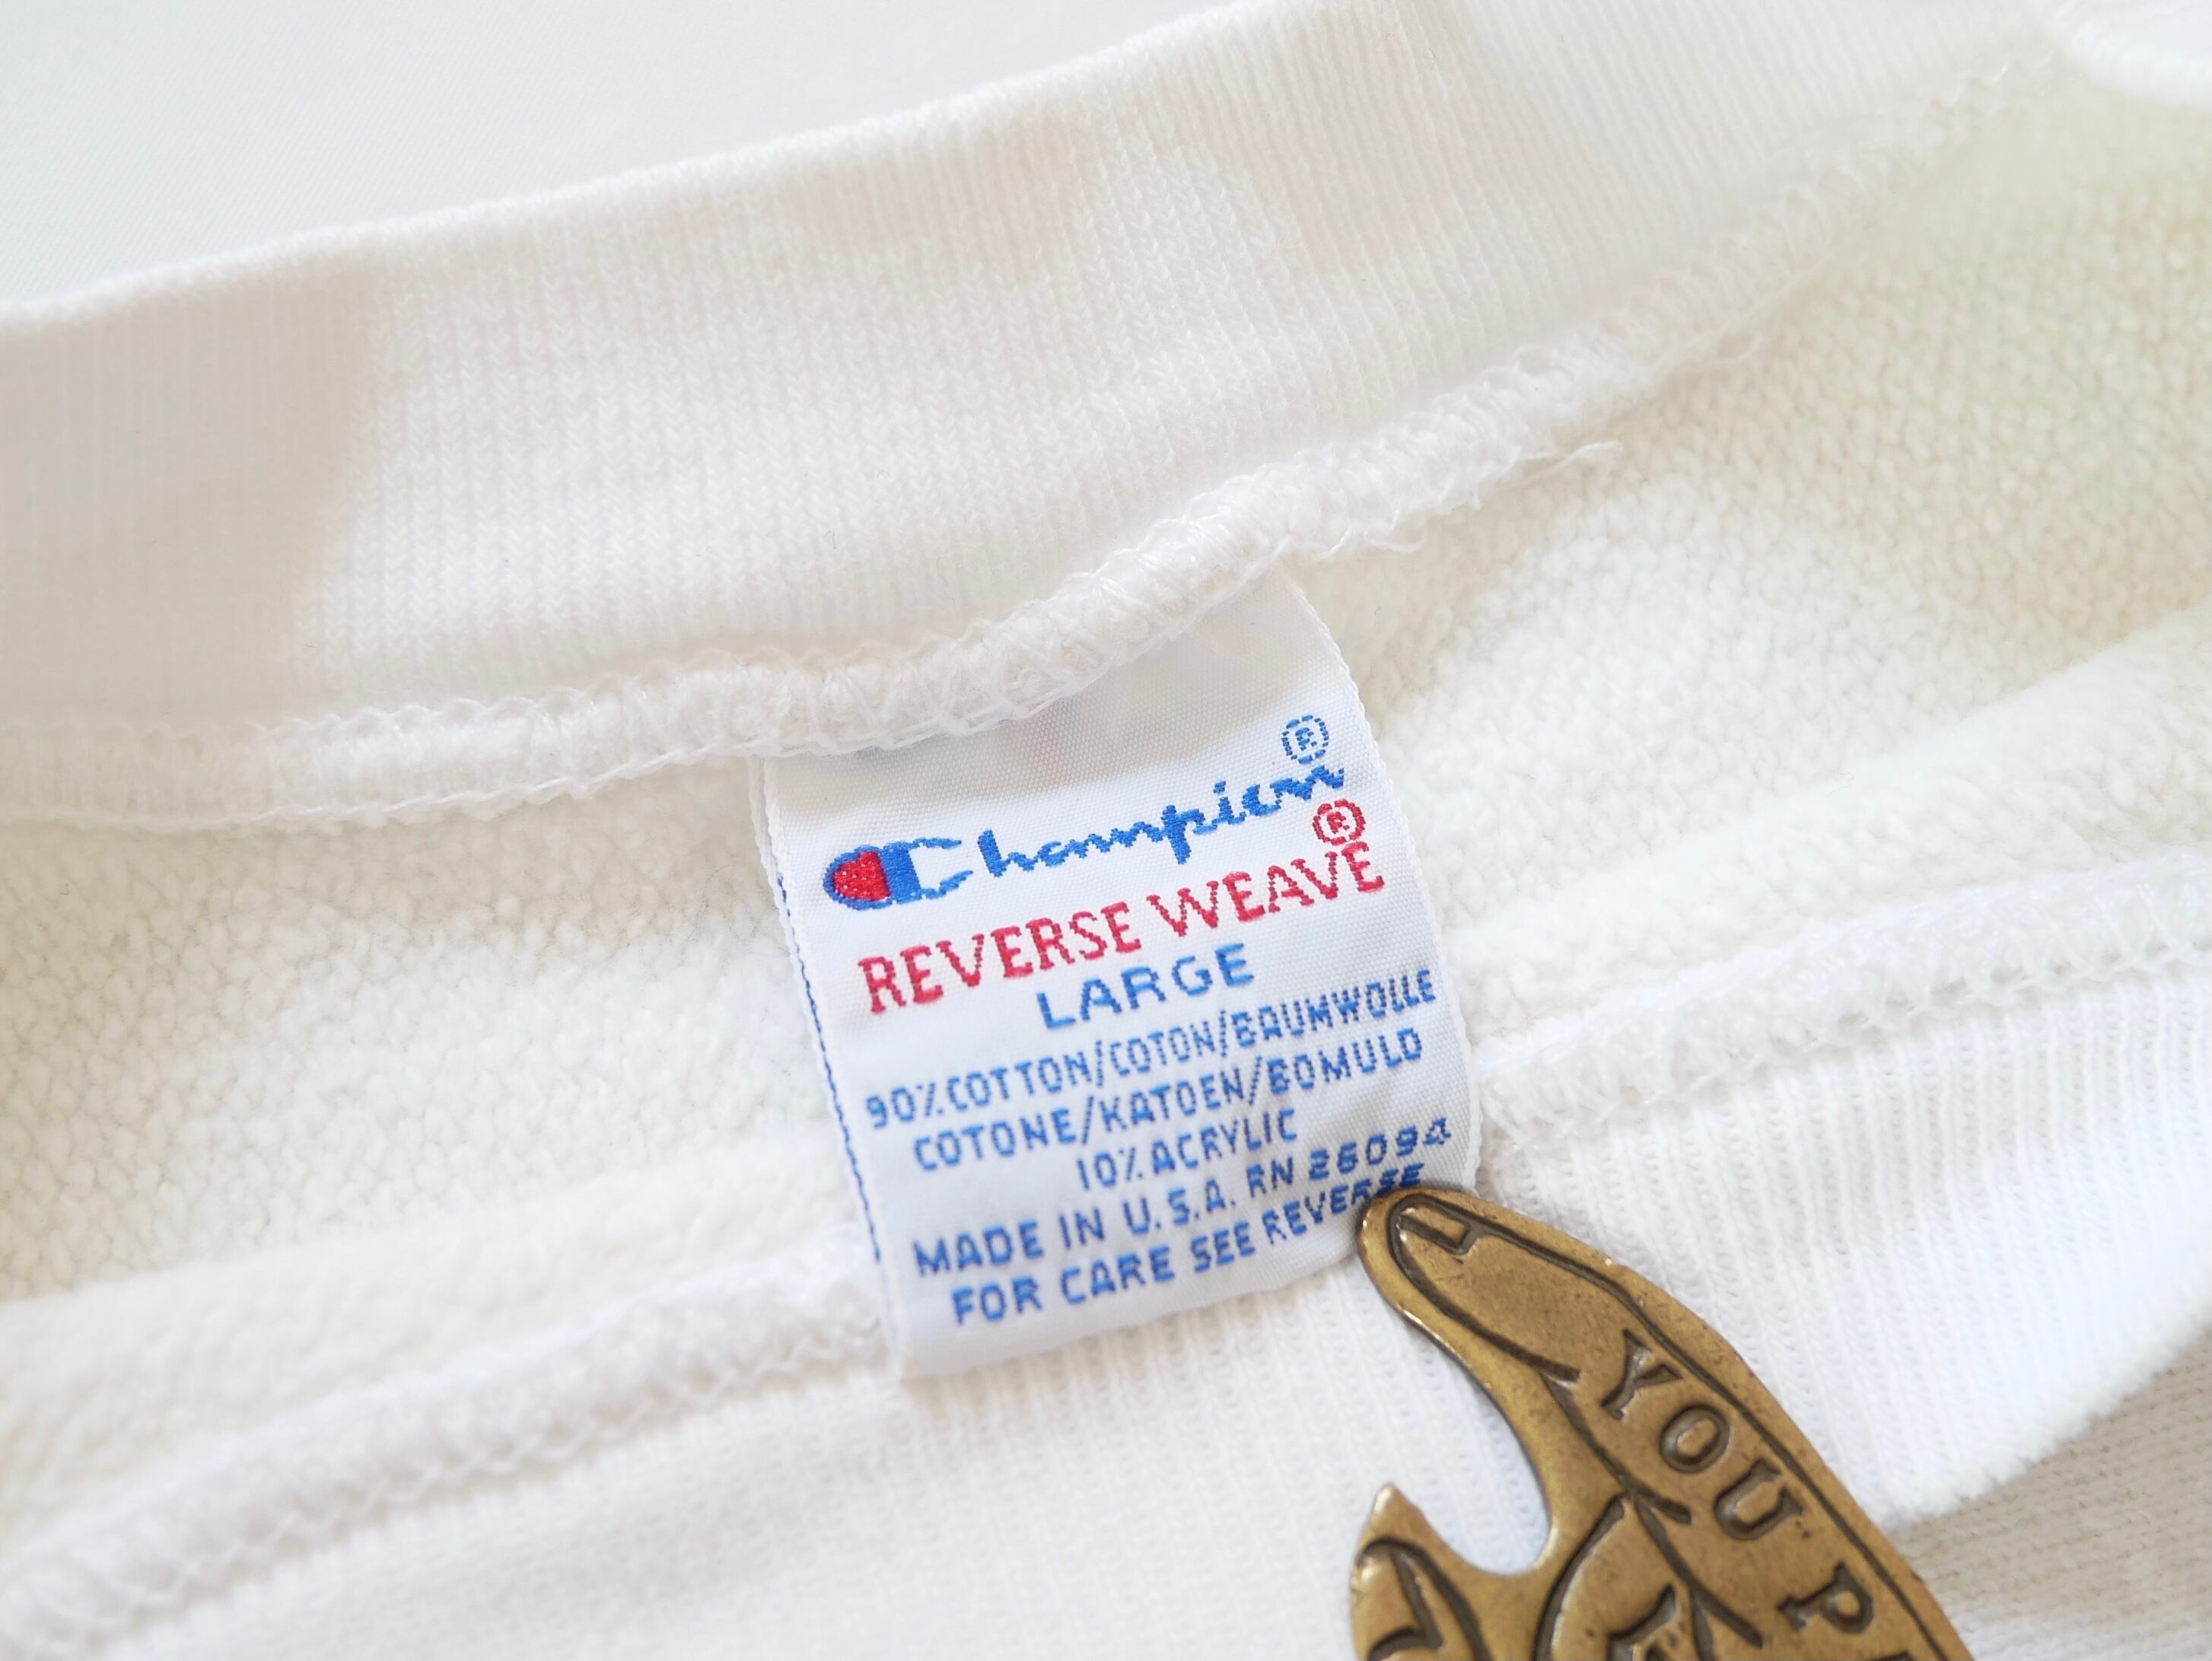 Champion®
REVERSE WEAVE®
LARGE
90% COTTON/COTON/BAUMWOLLE
COTONE/KATOEN/BOMULD
10% ACRYLIC
MADE IN U.S.A. RN 26094
FOR CARE SEE REVERSE
YOU